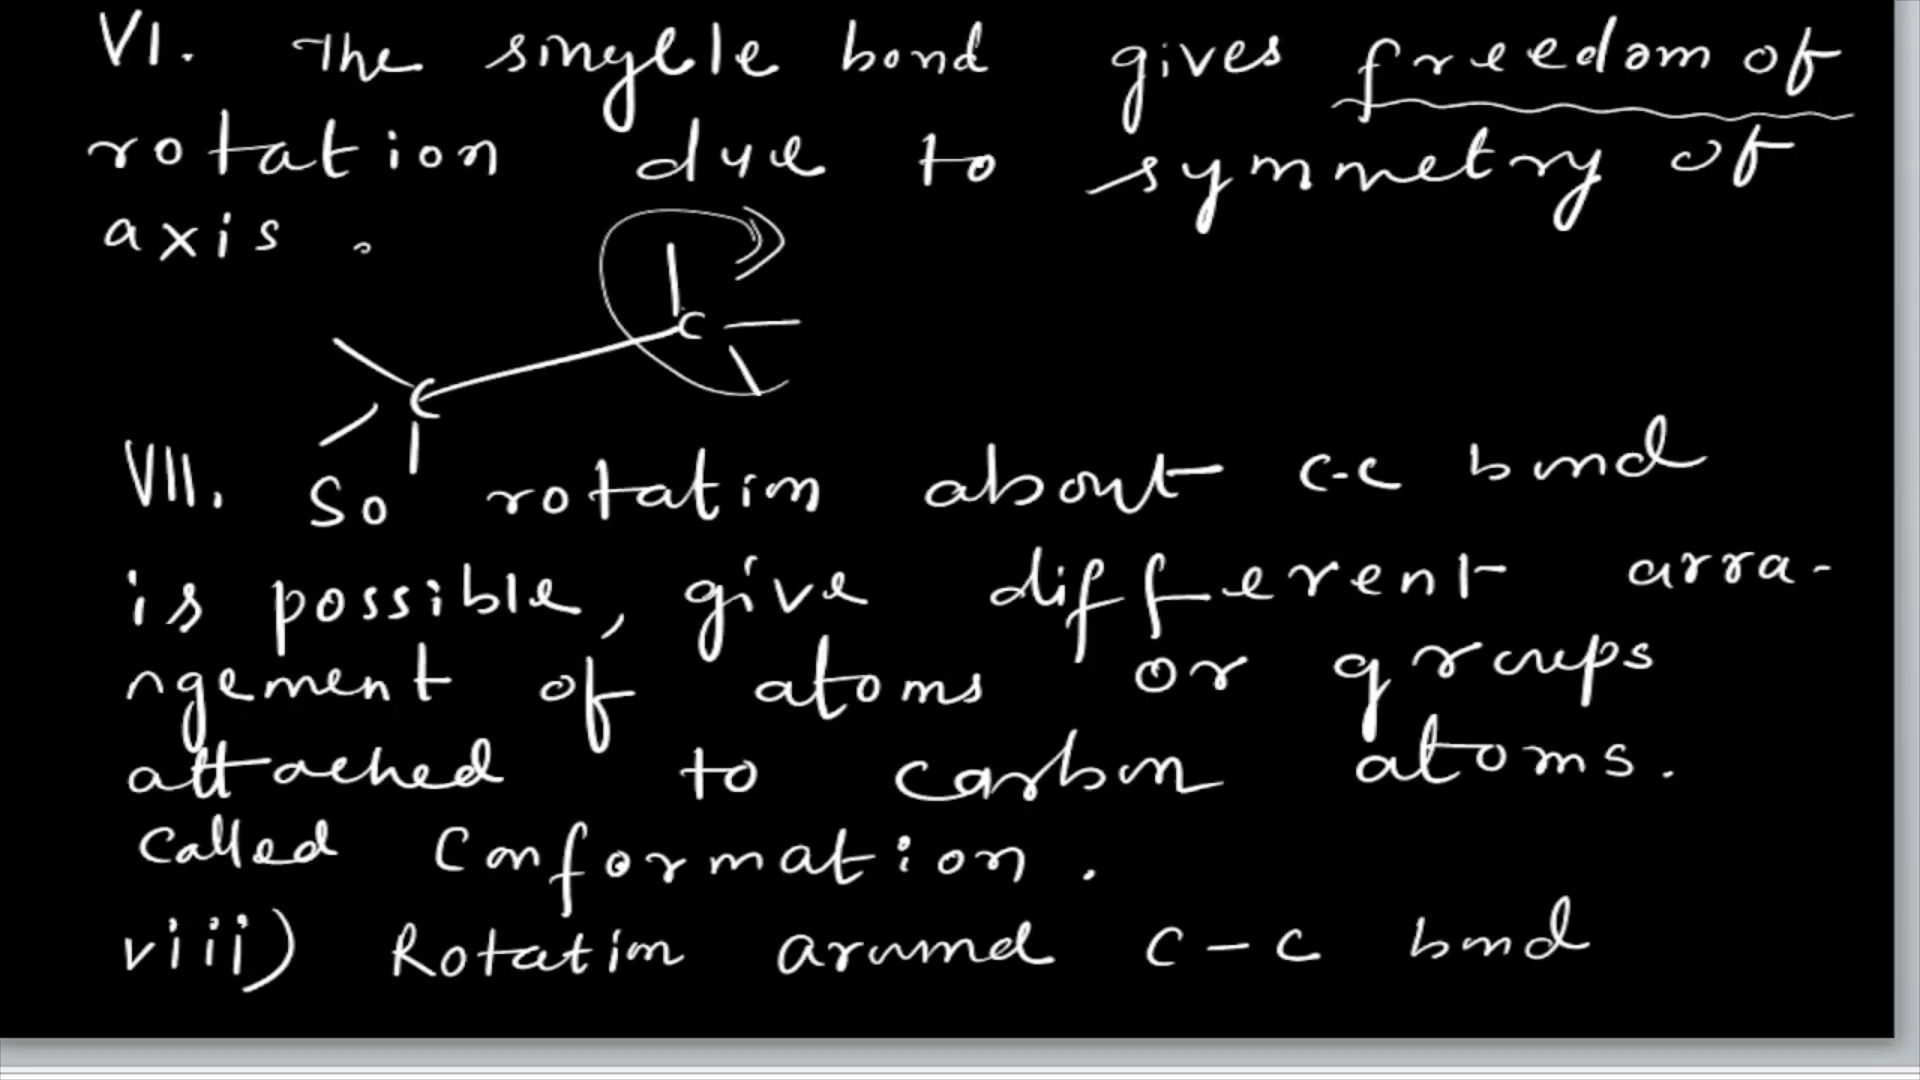 VI. The singlle bond gives freedom of
rotation due to symmetry of
axis.
C
C
VII. So rotation about C-C bond
is possible, give different arra-
ngement of atoms or groups
attached to carbon atoms.
Called Conformation.
viii) Rotation around C-C bond